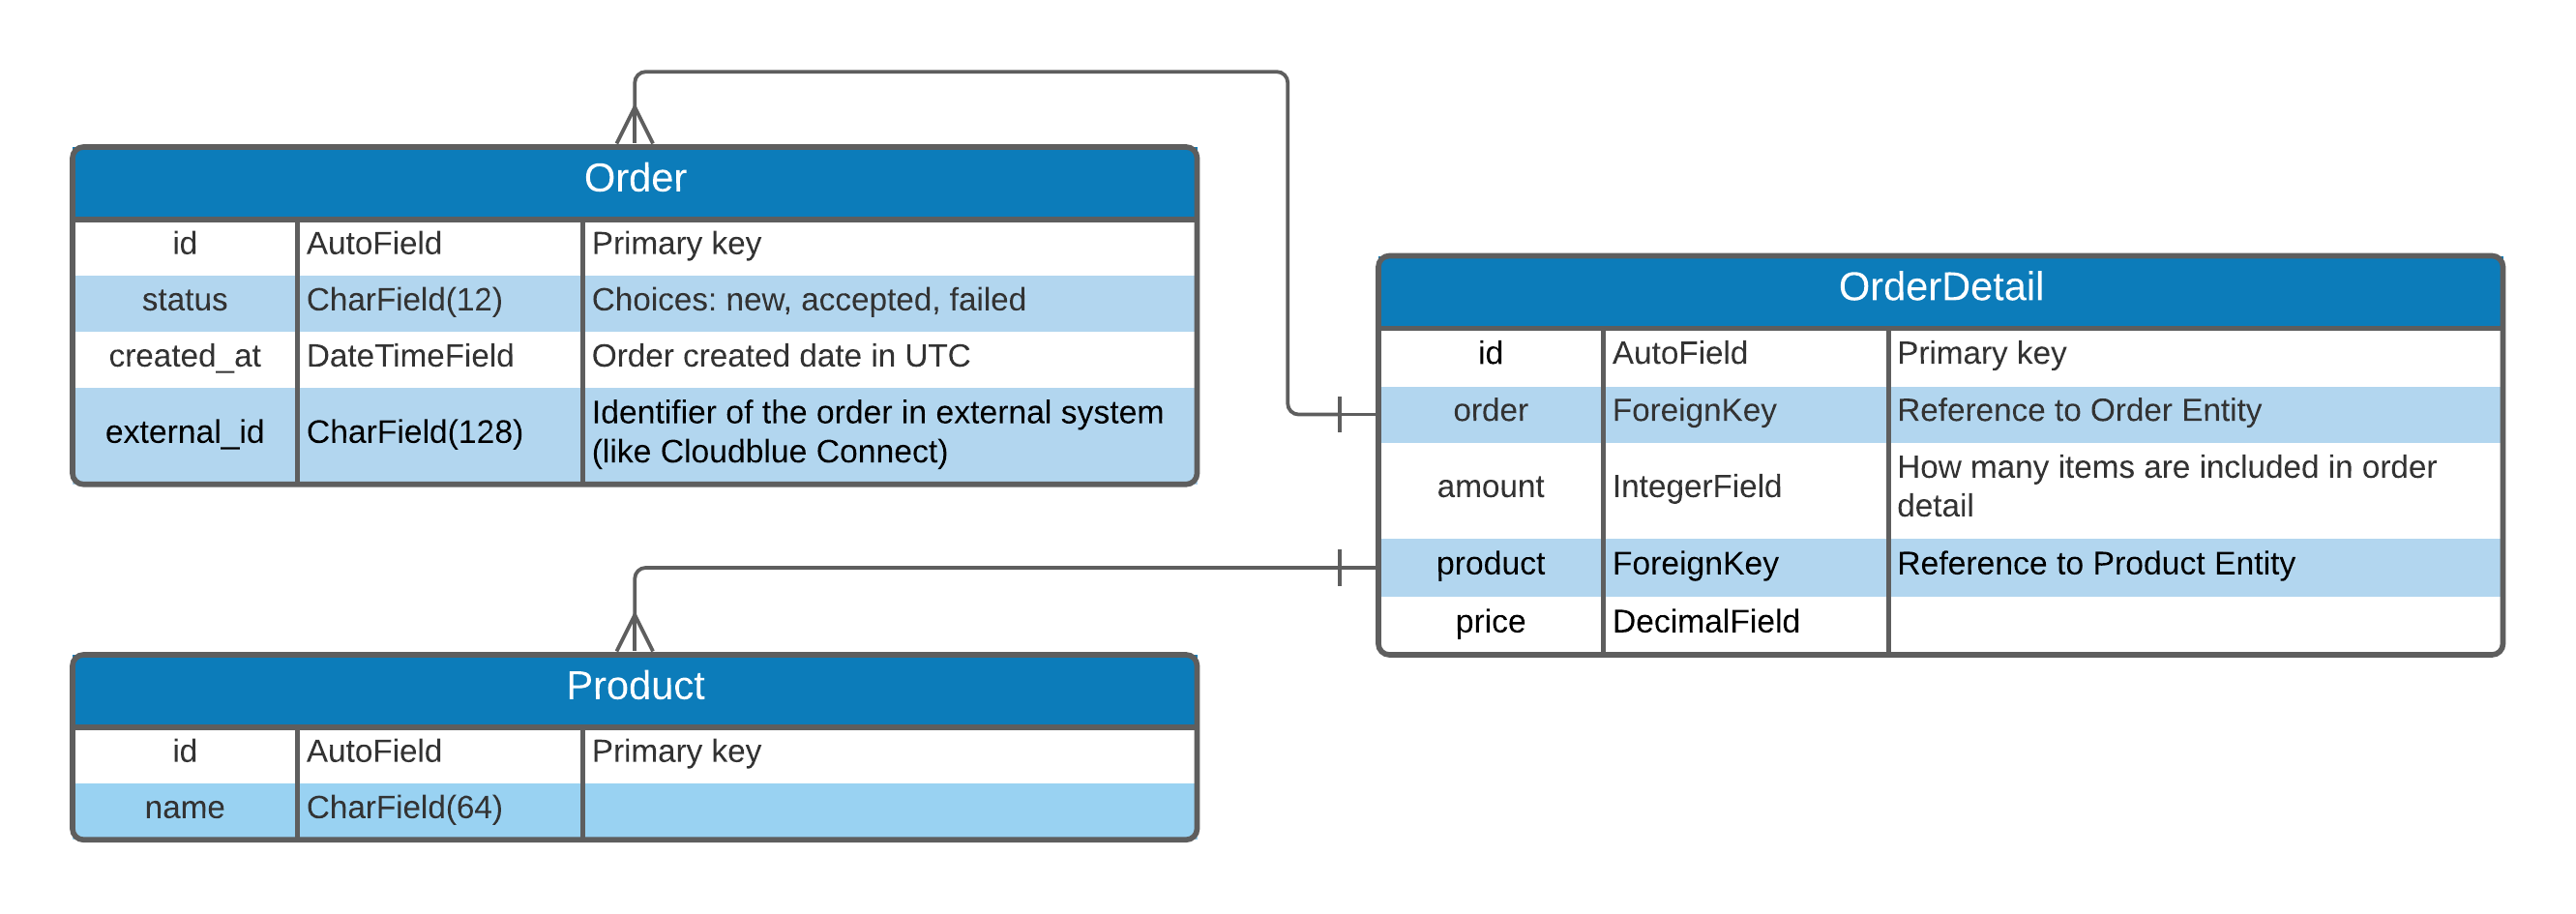 Order
id AutoField Primary key
status CharField(12) Choices: new, accepted, failed
created_at DateTimeField Order created date in UTC
external_id CharField(128) Identifier of the order in external system
(like Cloudblue Connect)
OrderDetail
id AutoField Primary key
order ForeignKey Reference to Order Entity
amount IntegerField How many items are included in order
detail
product ForeignKey Reference to Product Entity
price DecimalField
Product
id AutoField Primary key
name CharField(64)